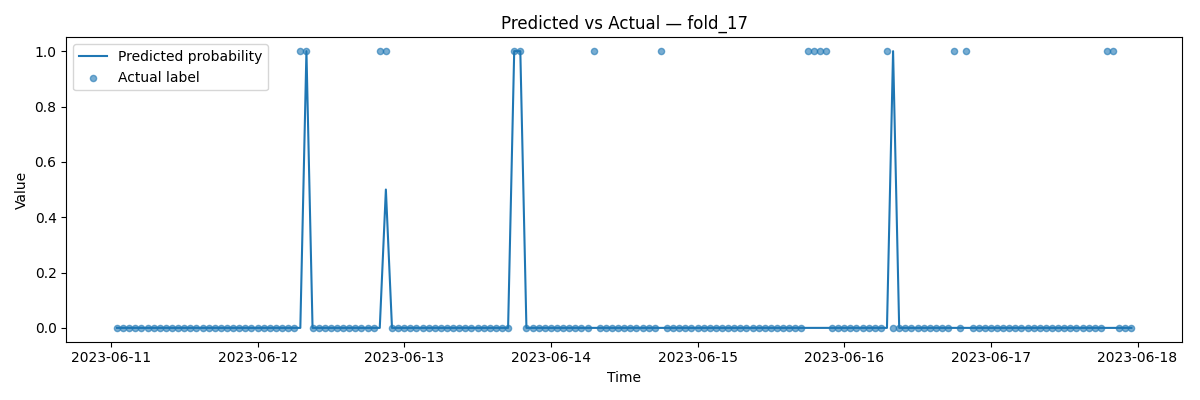 Predicted vs Actual — fold_17
Predicted probability
Actual label
Value
1.0
0.8
0.6
0.4
0.2
0.0
2023-06-11
2023-06-12
2023-06-13
2023-06-14
2023-06-15
2023-06-16
2023-06-17
2023-06-18
Time